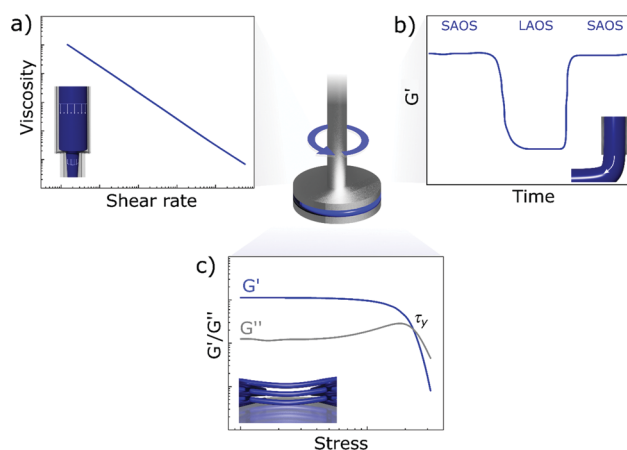 a)
Viscosity
Shear rate
b)
SAOS LAOS SAOS
G'
Time
c)
G'
G''
τy
G'/G''
Stress